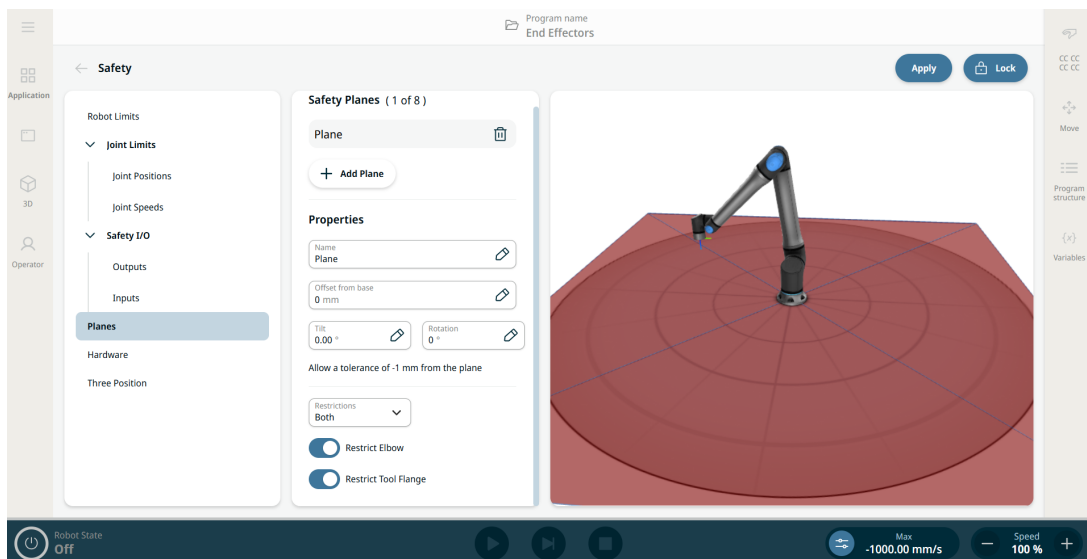 Program name
End Effectors
Safety
Apply
Lock
Application
3D
Operator
Robot Limits
Joint Limits
Joint Positions
Joint Speeds
Safety I/O
Outputs
Inputs
Planes
Hardware
Three Position
Safety Planes ( 1 of 8 )
Plane
Add Plane
Properties
Name
Plane
Offset from base
0 mm
Tilt
0.00 °
Rotation
0 °
Allow a tolerance of -1 mm from the plane
Restrictions
Both
Restrict Elbow
Restrict Tool Flange
CC CC
CC CC
Move
Program
structure
{x}
Variables
Robot State
Off
Max
-1000.00 mm/s
Speed
100 %